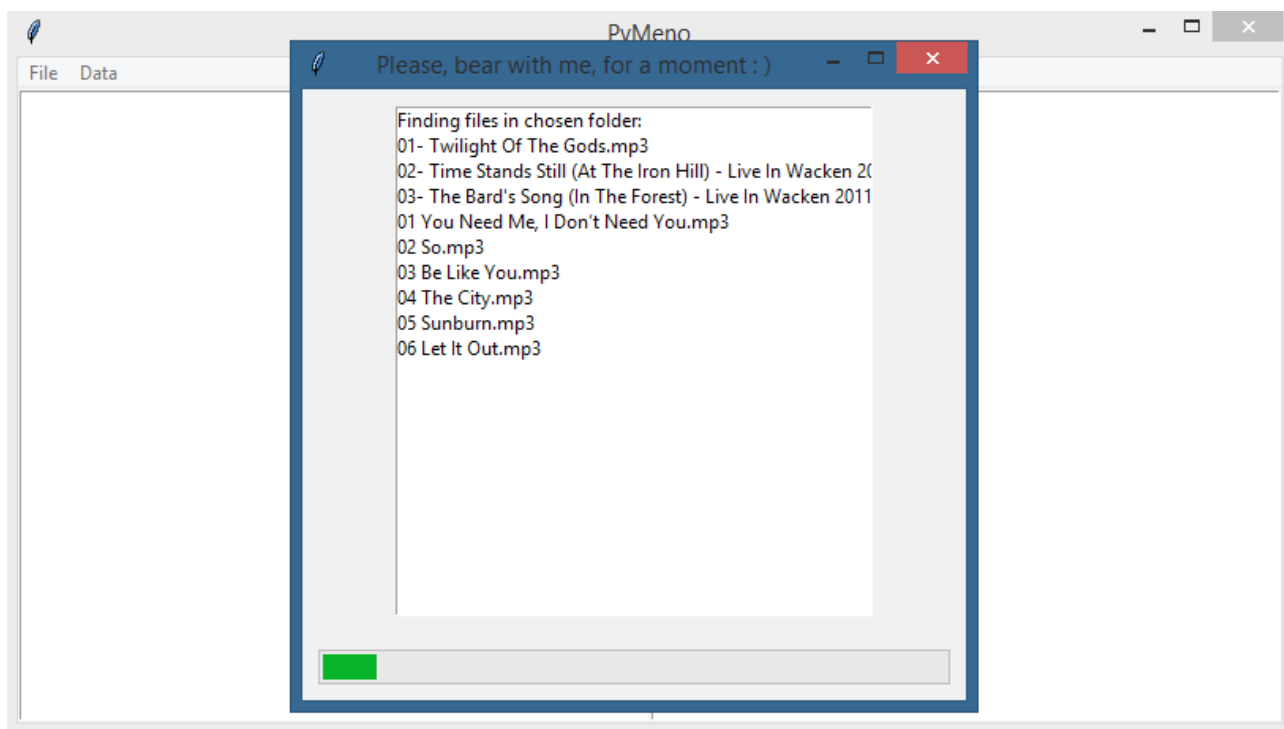 PyMeno
File Data
Please, bear with me, for a moment : )
Finding files in chosen folder:
01- Twilight Of The Gods.mp3
02- Time Stands Still (At The Iron Hill) - Live In Wacken
03- The Bard's Song (In The Forest) - Live In Wacken 2011
01 You Need Me, I Don't Need You.mp3
02 So.mp3
03 Be Like You.mp3
04 The City.mp3
05 Sunburn.mp3
06 Let It Out.mp3